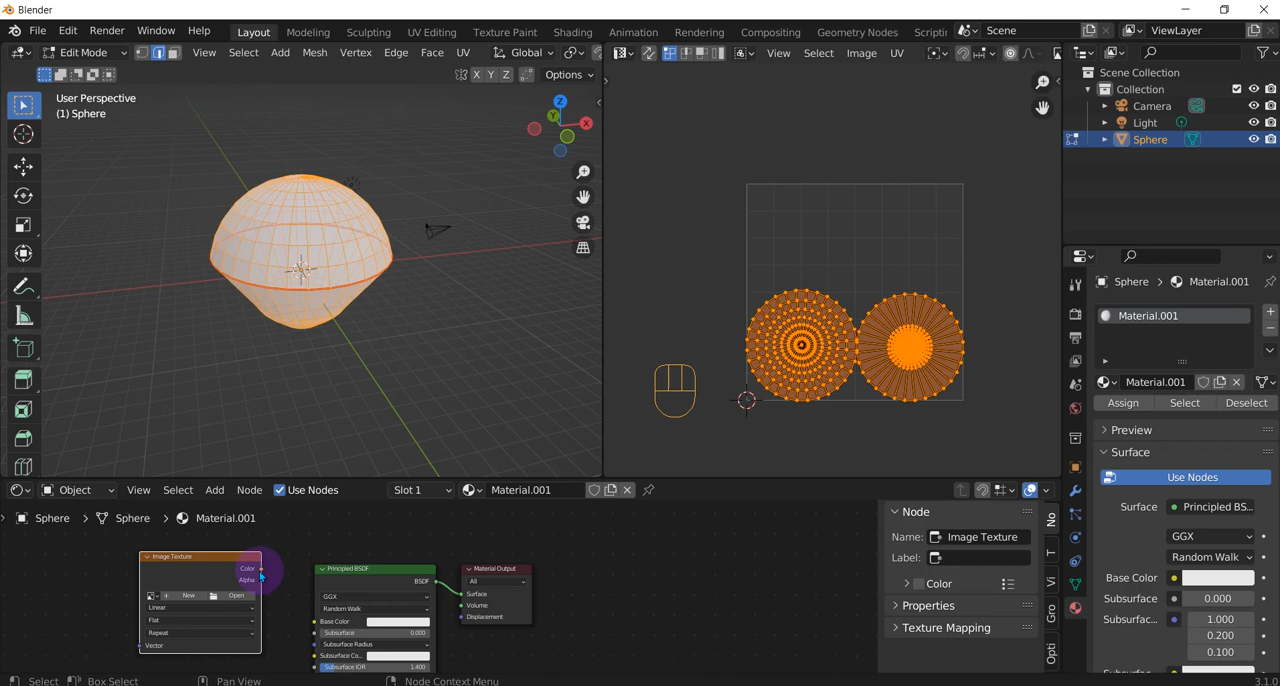 Blender
File Edit Render Window Help Layout Modeling Sculpting UV Editing Texture Paint Shading Animation Rendering Compositing Geometry Nodes Scriptin Scene ViewLayer
Edit Mode View Select Add Mesh Vertex Edge Face UV Global View Select Image UV
X Y Z Options
User Perspective
(1) Sphere
Z
Y
X
Scene Collection
Collection
Camera
Light
Sphere
Sphere > Material.001
Material.001
Material.001
Assign Select Deselect
Preview
Surface
Use Nodes
Surface Principled BS...
GGX
Random Walk
Base Color
Subsurface 0.000
Subsurfac... 1.000
0.200
0.100
Object View Select Add Node Use Nodes Slot 1 Material.001
Sphere > Sphere > Material.001
Image Texture
Color
Alpha
New Open
Linear
Flat
Repeat
Vector
Principled BSDF
BSDF
GGX
Random Walk
Base Color
Subsurface 0.000
Subsurface Radius
Subsurface Co...
Subsurface IOR 1.400
Material Output
All
Surface
Volume
Displacement
Node
Name: Image Texture
Label:
Color
Properties
Texture Mapping
No
T
Vi
Gro
Opti
Select Box Select Pan View Node Context Menu 3.1.0